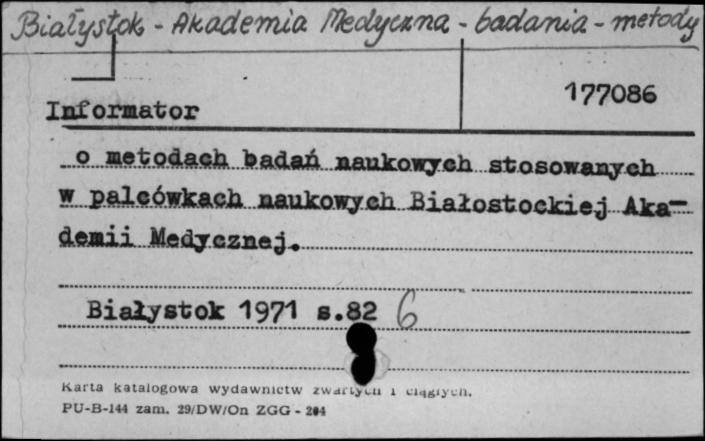 Białystok - Akademia Medyczna - badania - metody
177086
Informator
o metodach badań naukowych stosowanych
w palcówkach naukowych Białostockiej Aka-
demii Medycznej.
Białystok 1971 s.82 6
Karta katalogowa wydawnictw zwartych i ciągłych.
PU-B-144 zam. 29/DW/On ZGG - 204